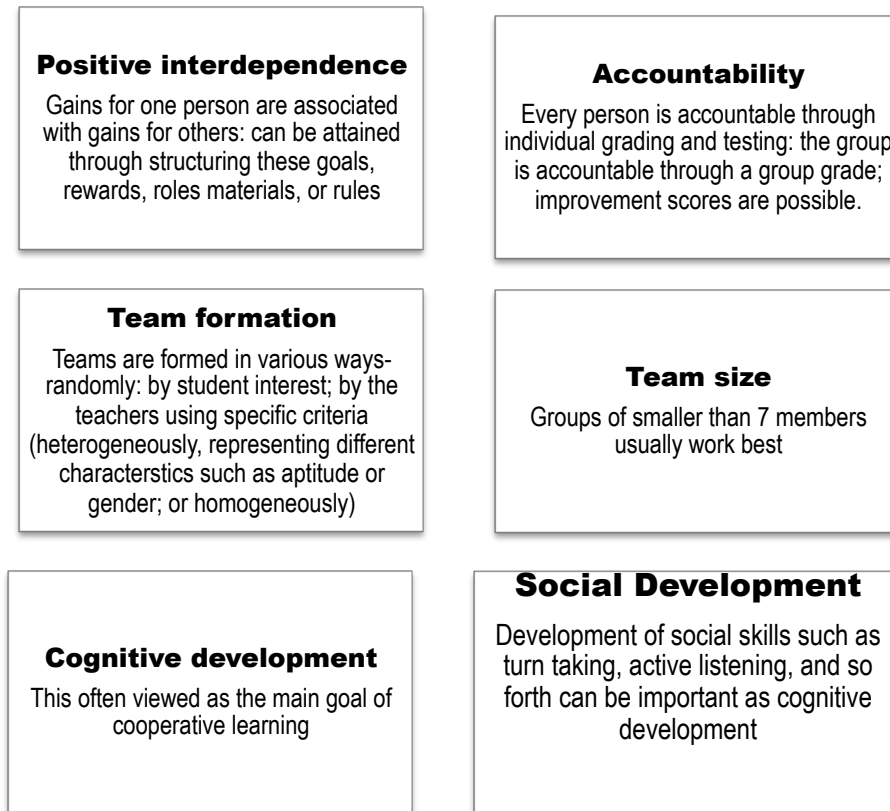 Positive interdependence
Gains for one person are associated
with gains for others: can be attained
through structuring these goals,
rewards, roles materials, or rules
Accountability
Every person is accountable through
individual grading and testing: the group
is accountable through a group grade;
improvement scores are possible.
Team formation
Teams are formed in various ways-
randomly: by student interest; by the
teachers using specific criteria
(heterogeneously, representing different
characterstics such as aptitude or
gender; or homogeneously)
Team size
Groups of smaller than 7 members
usually work best
Cognitive development
This often viewed as the main goal of
cooperative learning
Social Development
Development of social skills such as
turn taking, active listening, and so
forth can be important as cognitive
development